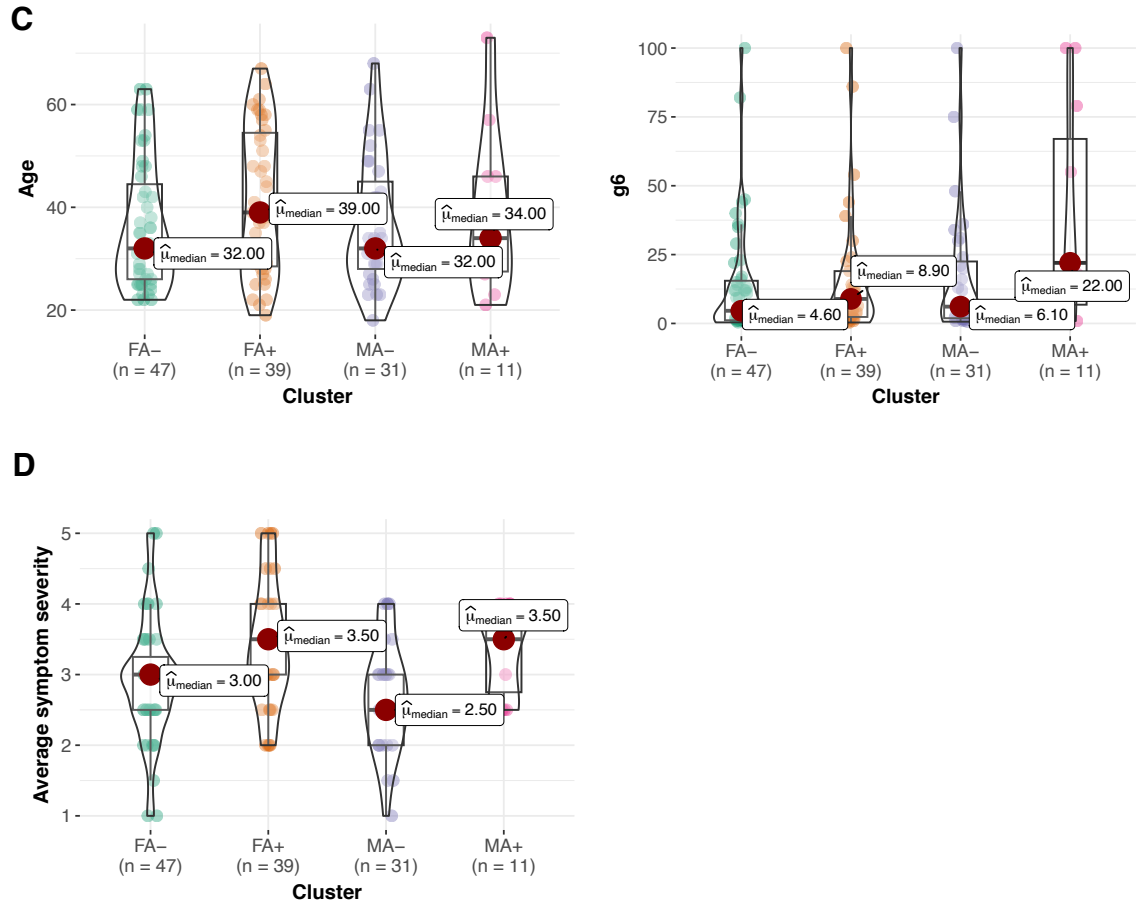 C
Age
60
40
20
μ̂median = 32.00
μ̂median = 39.00
μ̂median = 32.00
μ̂median = 34.00
FA− FA+ MA− MA+
(n = 47) (n = 39) (n = 31) (n = 11)
Cluster
g6
100
75
50
25
0
μ̂median = 4.60
μ̂median = 8.90
μ̂median = 6.10
μ̂median = 22.00
FA− FA+ MA− MA+
(n = 47) (n = 39) (n = 31) (n = 11)
Cluster
D
Average symptom severity
5
4
3
2
1
μ̂median = 3.00
μ̂median = 3.50
μ̂median = 2.50
μ̂median = 3.50
FA− FA+ MA− MA+
(n = 47) (n = 39) (n = 31) (n = 11)
Cluster